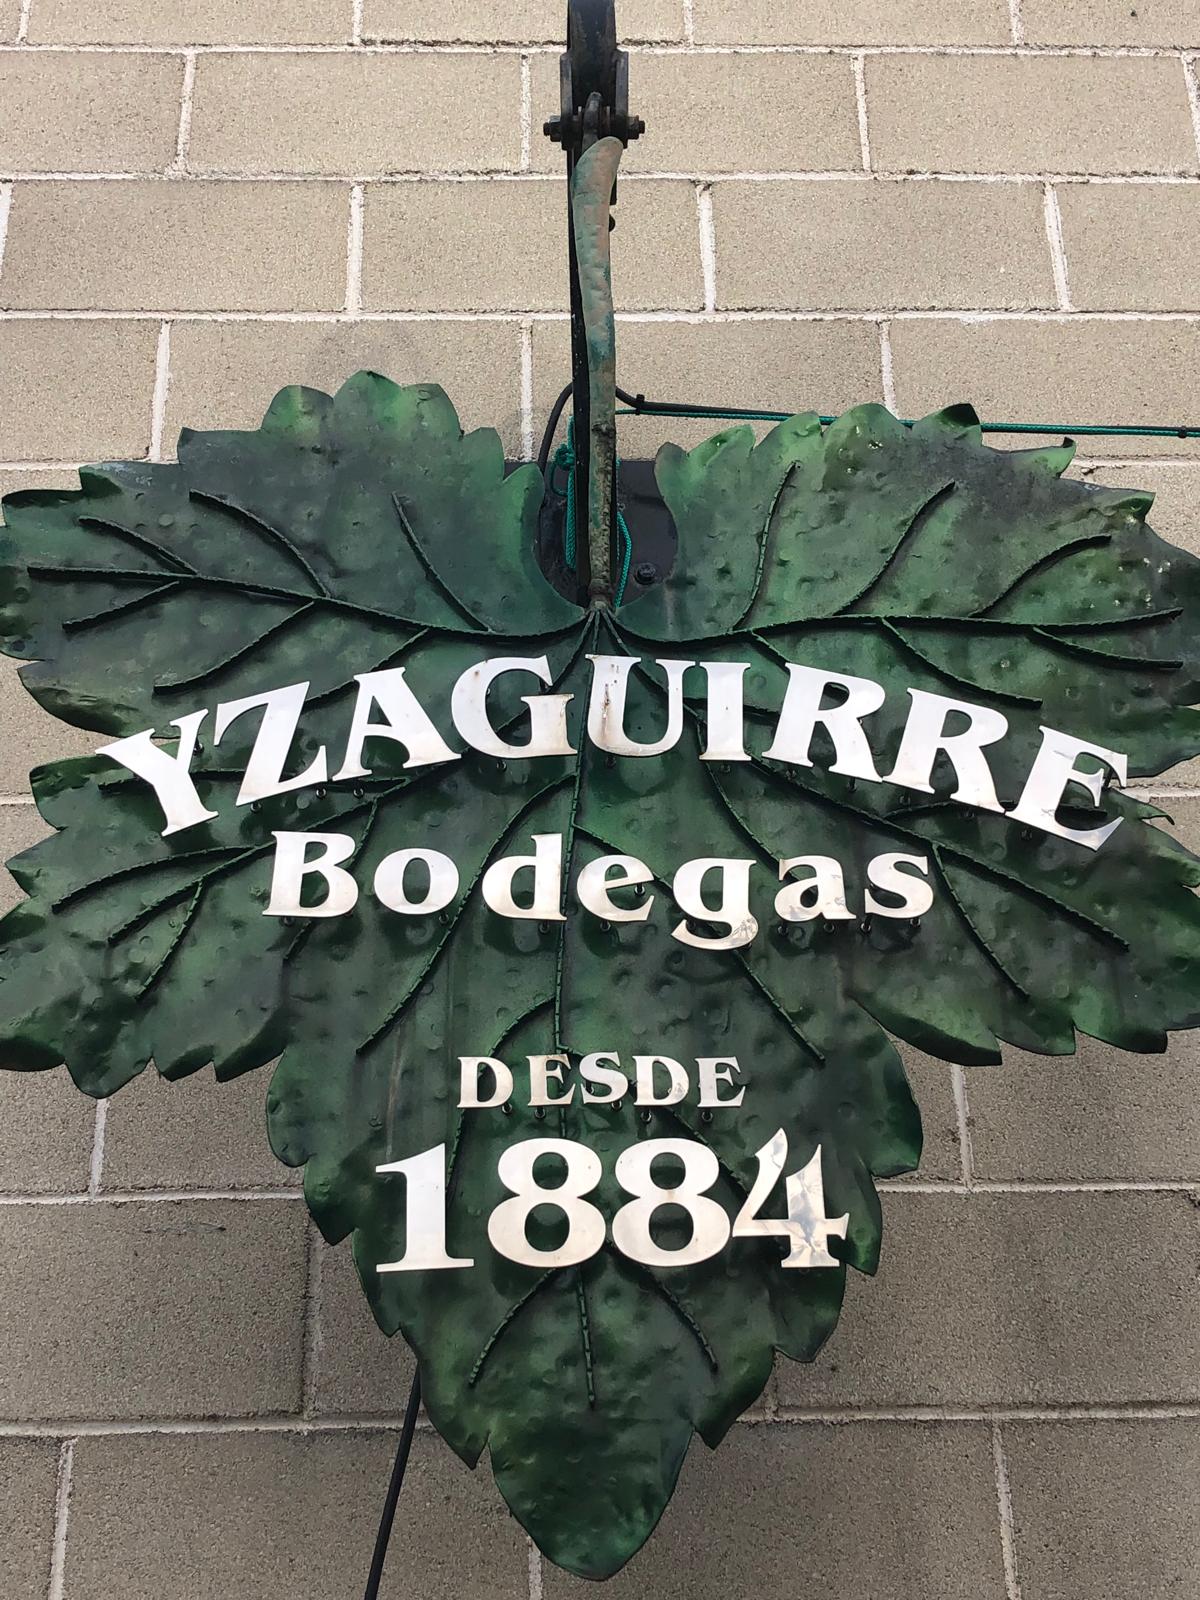 YZAGUIRRE
Bodegas
DESDE
1884